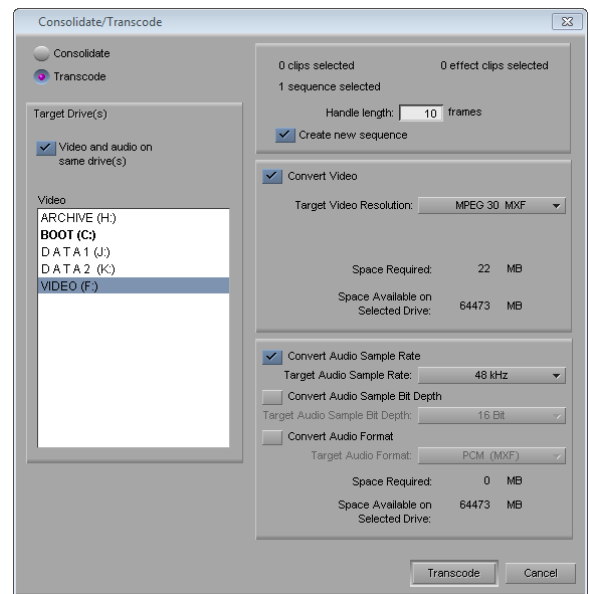 Consolidate/Transcode
Consolidate
Transcode
Target Drive(s)
Video and audio on
same drive(s)
Video
ARCHIVE (H:)
BOOT (C:)
D A T A 1 (J:)
D A T A 2 (K:)
VIDEO (F:)
0 clips selected 0 effect clips selected
1 sequence selected
Handle length: 10 frames
Create new sequence
Convert Video
Target Video Resolution: MPEG 30 MXF
Space Required: 22 MB
Space Available on
Selected Drive: 64473 MB
Convert Audio Sample Rate
Target Audio Sample Rate: 48 kHz
Convert Audio Sample Bit Depth
Target Audio Sample Bit Depth: 16 Bit
Convert Audio Format
Target Audio Format: PCM (MXF)
Space Required: 0 MB
Space Available on
Selected Drive: 64473 MB
Transcode Cancel